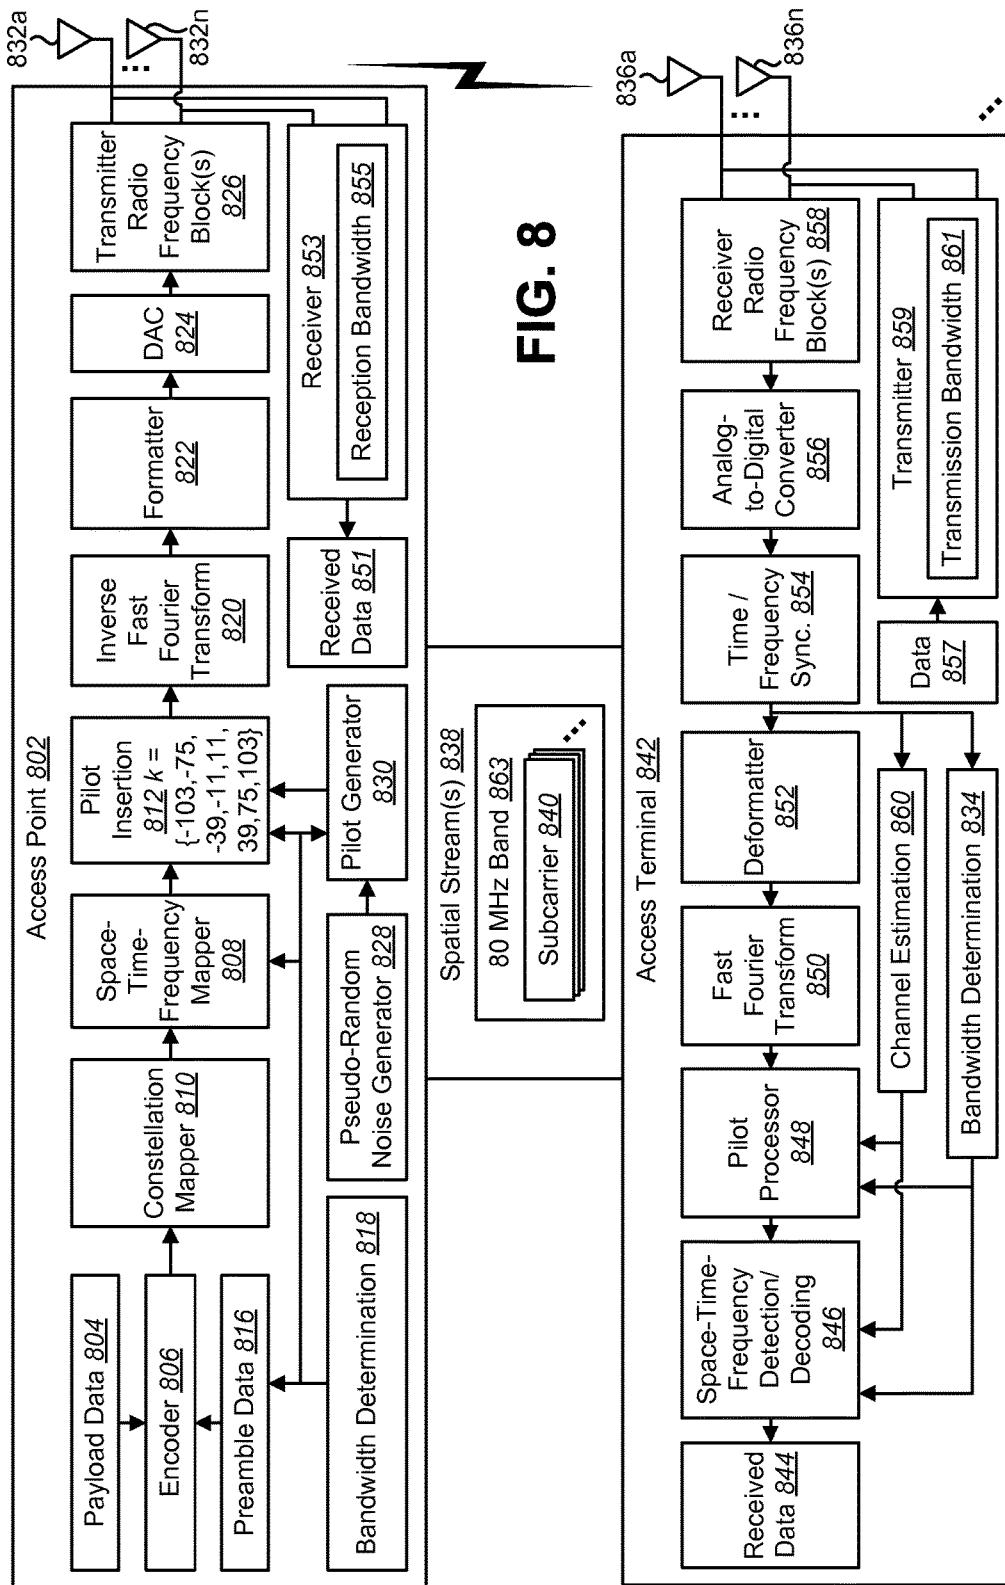 832a
832n
Access Point 802
Payload Data 804
Encoder 806
Preamble Data 816
Bandwidth Determination 818
Constellation
Mapper 810
Space-
Time-
Frequency
Mapper
808
Pilot
Insertion
812 k =
{-103,-75,
-39,-11,11,
39,75,103}
Inverse
Fast
Fourier
Transform
820
Formatter
822
DAC
824
Transmitter
Radio
Frequency
Block(s)
826
Pseudo-Random
Noise Generator 828
Pilot Generator
830
Received
Data 851
Receiver 853
Reception Bandwidth 855
Spatial Stream(s) 838
80 MHz Band 863
Subcarrier 840
FIG. 8
836a
836n
Access Terminal 842
Received
Data 844
Space-Time-
Frequency
Detection/
Decoding
846
Pilot
Processor
848
Fast
Fourier
Transform
850
Deformatter
852
Time /
Frequency
Sync. 854
Analog-
to-Digital
Converter
856
Receiver
Radio
Frequency
Block(s) 858
Channel Estimation 860
Bandwidth Determination 834
Data
857
Transmitter 859
Transmission Bandwidth 861